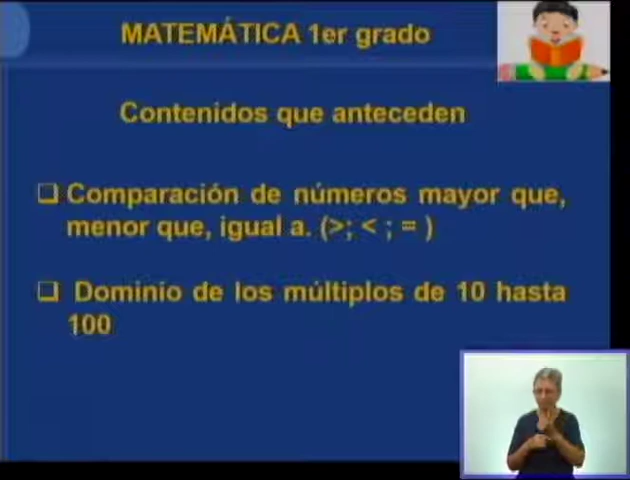 MATEMÁTICA 1er grado
Contenidos que anteceden
Comparación de números mayor que,
menor que, igual a. (>; < ; = )
Dominio de los múltiplos de 10 hasta
100